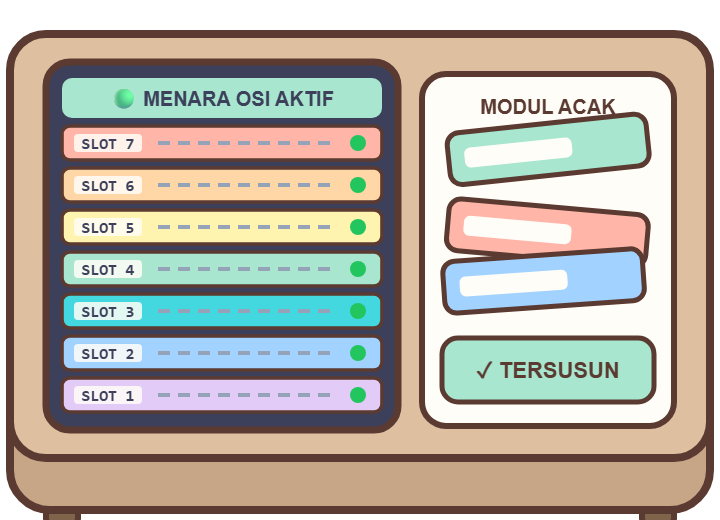 MENARA OSI AKTIF
SLOT 7
SLOT 6
SLOT 5
SLOT 4
SLOT 3
SLOT 2
SLOT 1
MODUL ACAK
✓ TERSUSUN